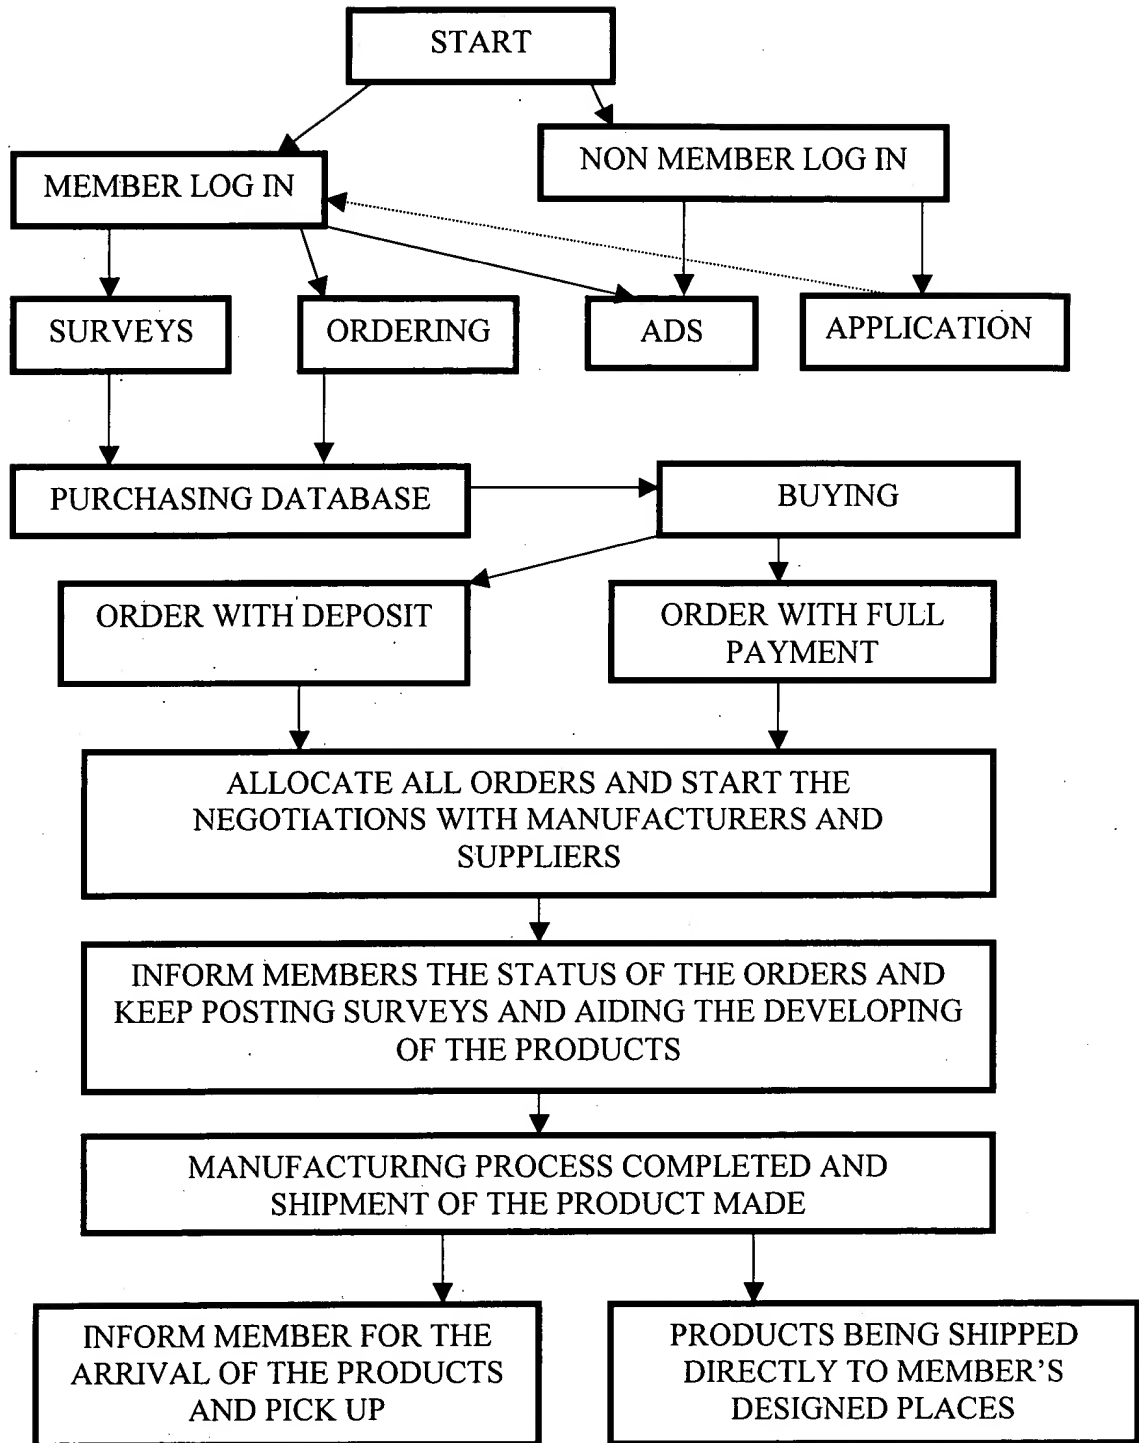 START
MEMBER LOG IN
NON MEMBER LOG IN
SURVEYS
ORDERING
ADS
APPLICATION
PURCHASING DATABASE
BUYING
ORDER WITH DEPOSIT
ORDER WITH FULL
PAYMENT
ALLOCATE ALL ORDERS AND START THE
NEGOTIATIONS WITH MANUFACTURERS AND
SUPPLIERS
INFORM MEMBERS THE STATUS OF THE ORDERS AND
KEEP POSTING SURVEYS AND AIDING THE DEVELOPING
OF THE PRODUCTS
MANUFACTURING PROCESS COMPLETED AND
SHIPMENT OF THE PRODUCT MADE
INFORM MEMBER FOR THE
ARRIVAL OF THE PRODUCTS
AND PICK UP
PRODUCTS BEING SHIPPED
DIRECTLY TO MEMBER'S
DESIGNED PLACES